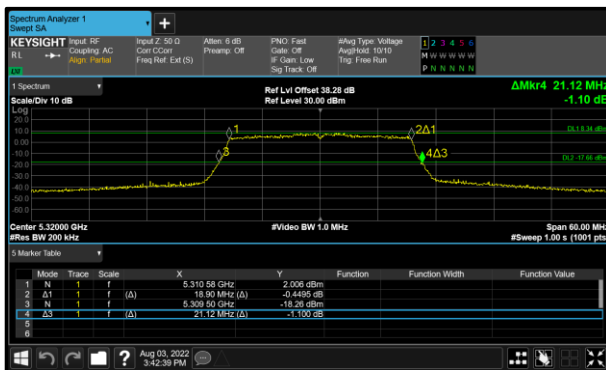 Spectrum Analyzer 1
Swept SA
KEYSIGHT Input: RF Input Z: 50 Ω Atten: 6 dB PNO: Fast #Avg Type: Voltage 1 2 3 4 5 6
RL Coupling: AC Corr CCorr Preamp: Off Gate: Off Avg|Hold: 10/10 M W W W W W
Align: Partial Freq Ref: Ext (S) IF Gain: Low Trig: Free Run P N N N N N
Sig Track: Off
1 Spectrum Ref Lvl Offset 38.28 dB ΔMkr4 21.12 MHz
Scale/Div 10 dB Ref Level 30.00 dBm -1.10 dB
Log
20.0
10.0
0.00
-10.0
-20.0
-30.0
-40.0
-50.0
-60.0
1 2Δ1 DL1 8.34 dBm
3 4Δ3 DL2 -17.66 dBm
Center 5.32000 GHz #Video BW 1.0 MHz Span 60.00 MHz
#Res BW 200 kHz #Sweep 1.00 s (1001 pts)
5 Marker Table
Mode Trace Scale X Y Function Function Width Function Value
1 N 1 f 5.310 58 GHz 2.006 dBm
2 Δ1 1 f (Δ) 18.90 MHz (Δ) -0.4495 dB
3 N 1 f 5.309 50 GHz -18.26 dBm
4 Δ3 1 f (Δ) 21.12 MHz (Δ) -1.100 dB
5
6
Aug 03, 2022
3:42:39 PM